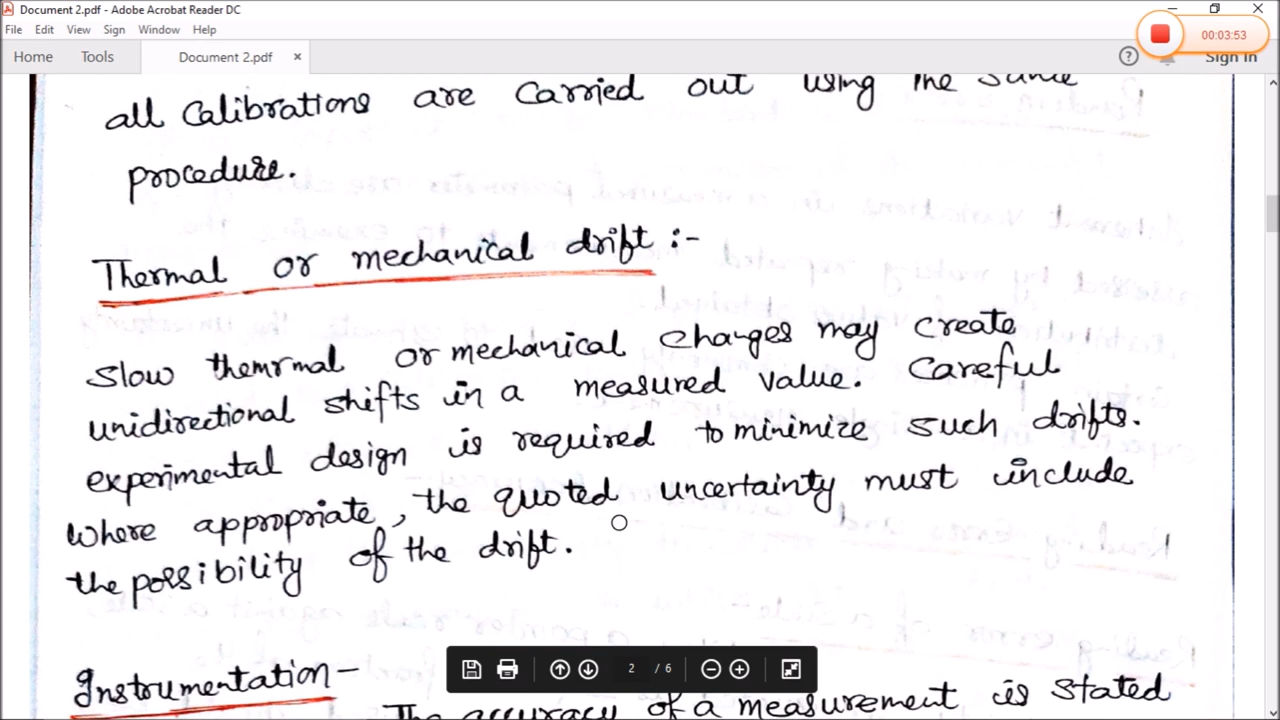 Document 2.pdf - Adobe Acrobat Reader DC
File Edit View Sign Window Help
00:03:53
Home Tools Document 2.pdf × Sign In
all calibrations are carried out using the same
procedure.
Thermal or mechanical drift :-
Slow themrmal or mechanical changes may create
unidirectional shifts in a measured value. Careful
experimental design is required to minimize such drifts.
Where appropriate, the quoted uncertainty must include
the possibility of the drift.
2 / 6
Instrumentation -
The accuracy of a measurement is stated